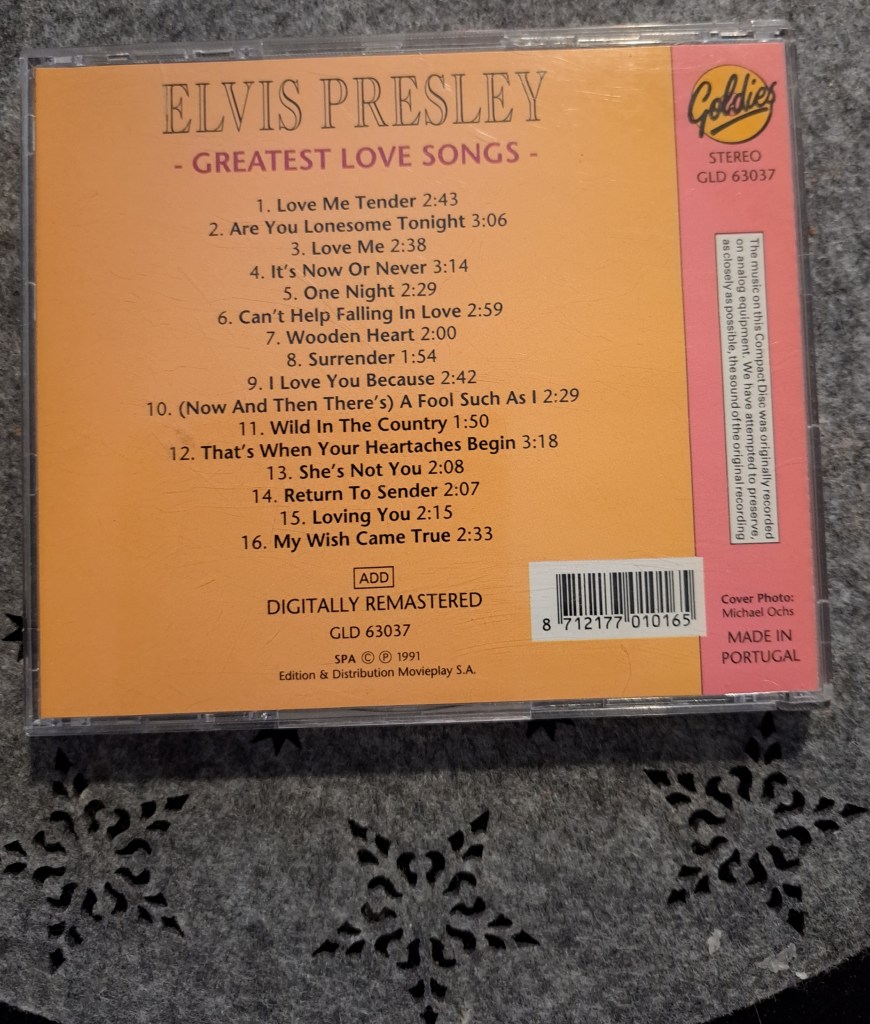 ELVIS PRESLEY
- GREATEST LOVE SONGS -
1. Love Me Tender 2:43
2. Are You Lonesome Tonight 3:06
3. Love Me 2:38
4. It's Now Or Never 3:14
5. One Night 2:29
6. Can't Help Falling In Love 2:59
7. Wooden Heart 2:00
8. Surrender 1:54
9. I Love You Because 2:42
10. (Now And Then There's) A Fool Such As I 2:29
11. Wild In The Country 1:50
12. That's When Your Heartaches Begin 3:18
13. She's Not You 2:08
14. Return To Sender 2:07
15. Loving You 2:15
16. My Wish Came True 2:33
ADD
DIGITALLY REMASTERED
GLD 63037
SPA © ℗ 1991
Edition & Distribution Movieplay S.A.
8 712177 010165
Goldies
STEREO
GLD 63037
The music on this Compact Disc was originally recorded
on analog equipment. We have attempted to preserve,
as closely as possible, the sound of the original recording
Cover Photo:
Michael Ochs
MADE IN
PORTUGAL